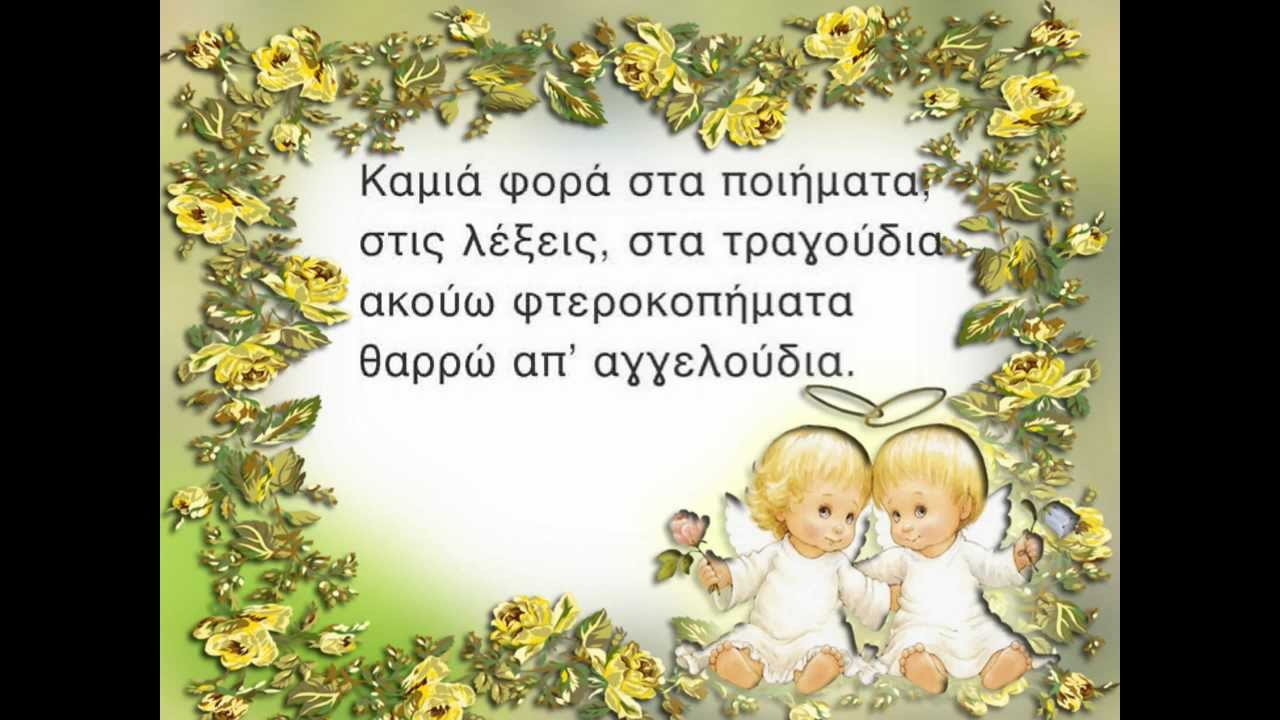 Καμιά φορά στα ποιήματα,
στις λέξεις, στα τραγούδια
ακούω φτεροκοπήματα
θαρρώ απ’ αγγελούδια.